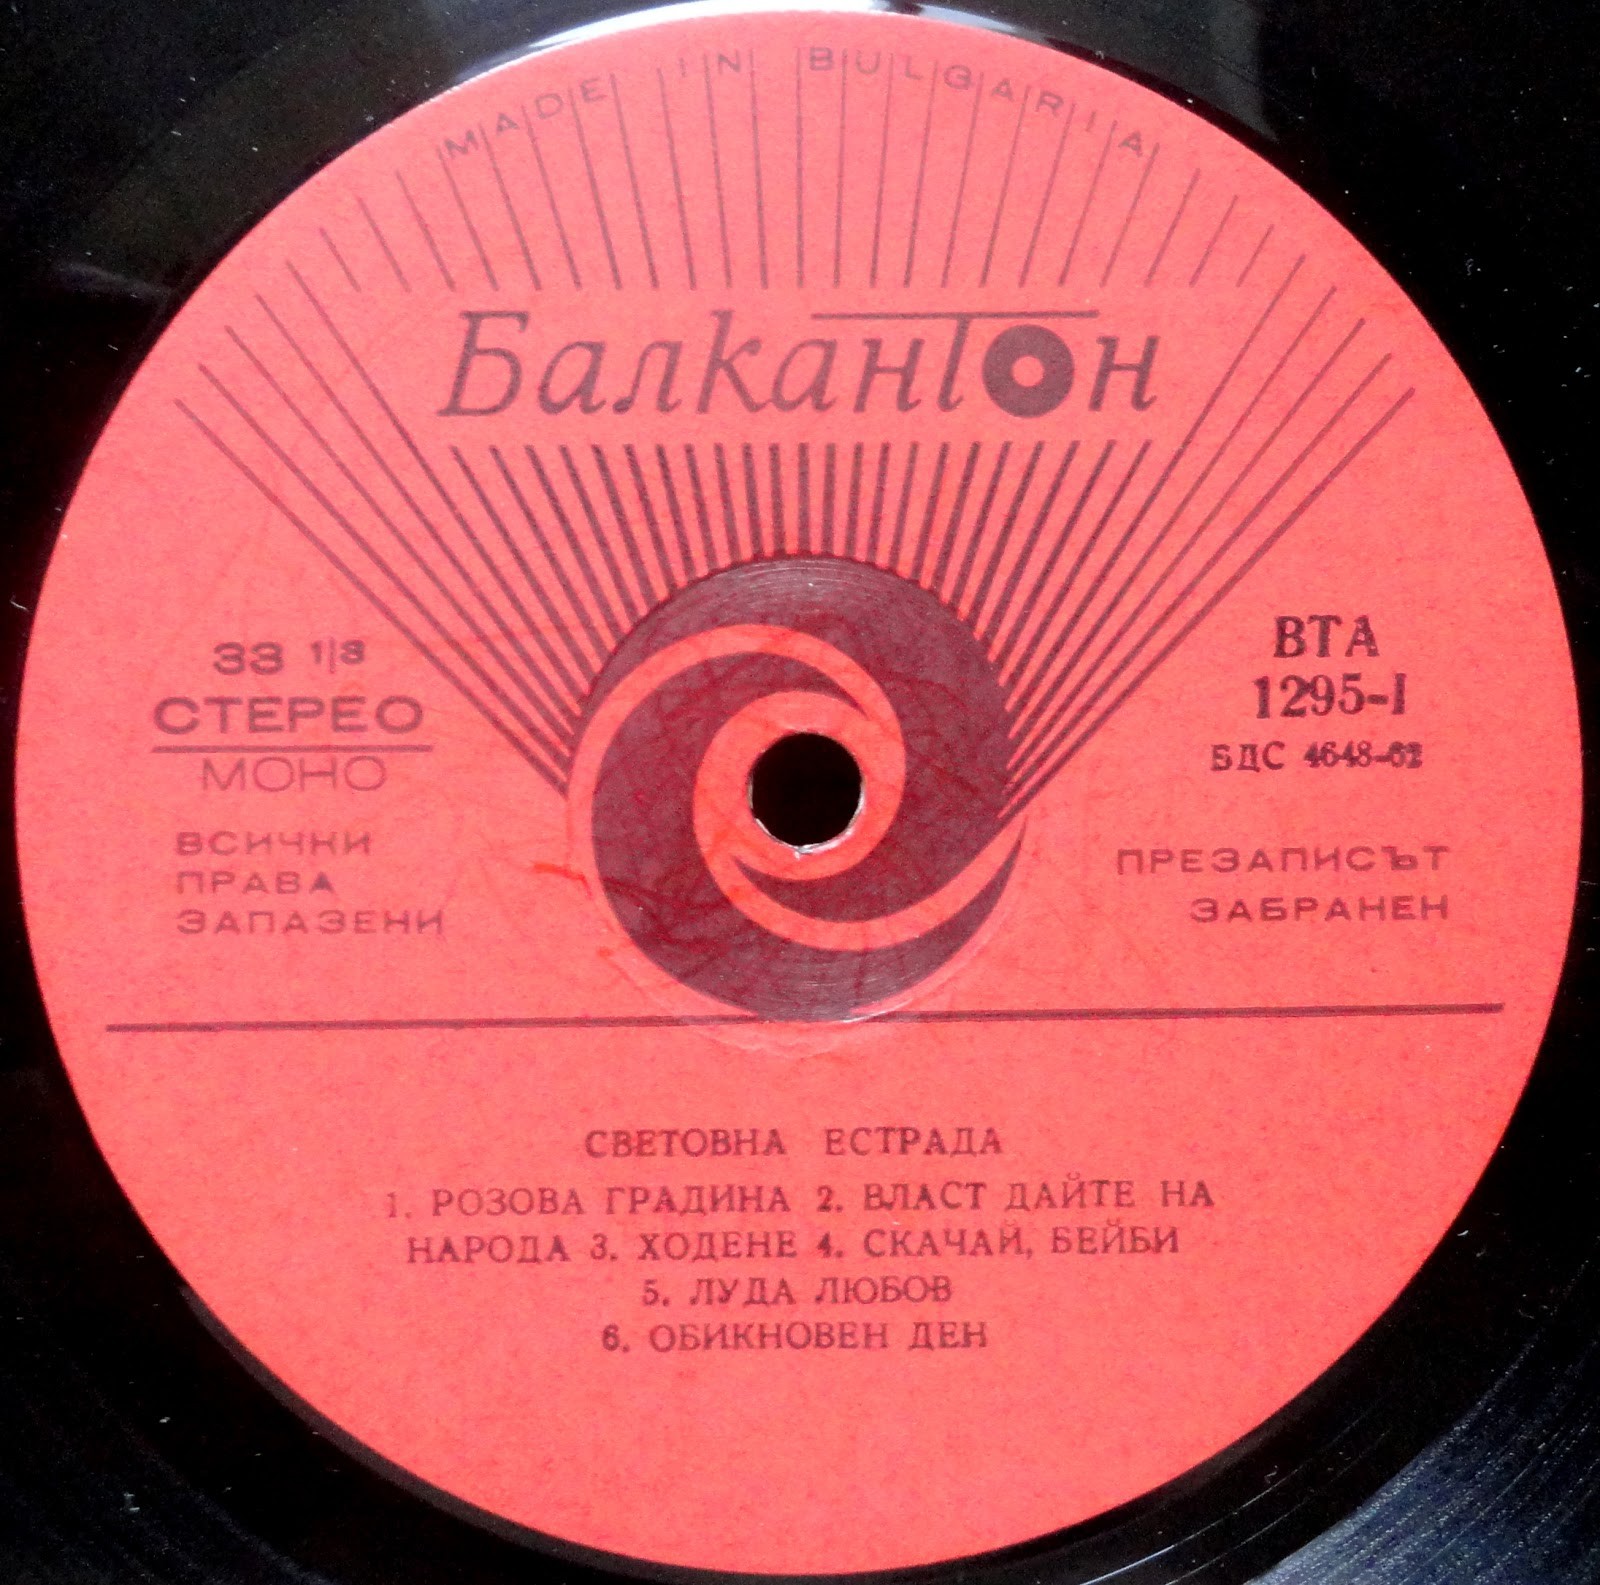 MADE IN BULGARIA
Балкантон
33 1/3
СТЕРЕО
МОНО
ВСИЧКИ
ПРАВА
ЗАПАЗЕНИ
ВТА
1295-I
БДС 4648-62
ПРЕЗАПИСЪТ
ЗАБРАНЕН
СВЕТОВНА ЕСТРАДА
1. РОЗОВА ГРАДИНА 2. ВЛАСТ ДАЙТЕ НА
НАРОДА 3. ХОДЕНЕ 4. СКАЧАЙ, БЕЙБИ
5. ЛУДА ЛЮБОВ
6. ОБИКНОВЕН ДЕН